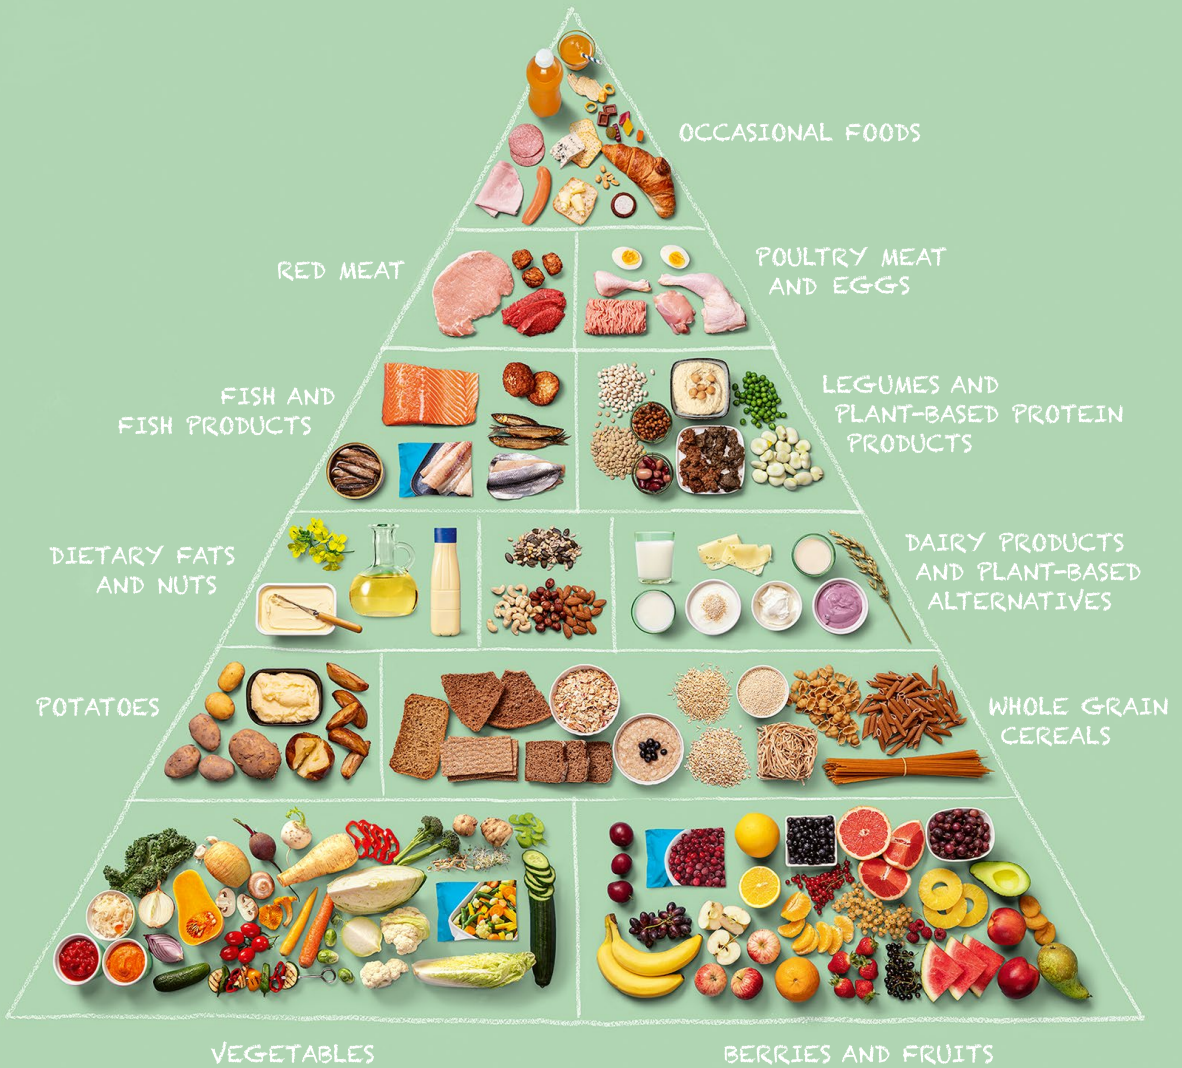 OCCASIONAL FOODS
RED MEAT
POULTRY MEAT
AND EGGS
FISH AND
FISH PRODUCTS
LEGUMES AND
PLANT-BASED PROTEIN
PRODUCTS
DIETARY FATS
AND NUTS
DAIRY PRODUCTS
AND PLANT-BASED
ALTERNATIVES
POTATOES
WHOLE GRAIN
CEREALS
VEGETABLES
BERRIES AND FRUITS